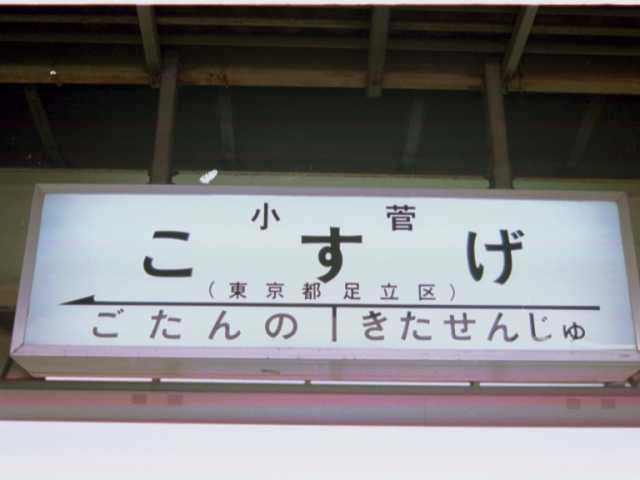 小菅
こすげ
(東京都足立区)
ごたんの きたせんじゅ